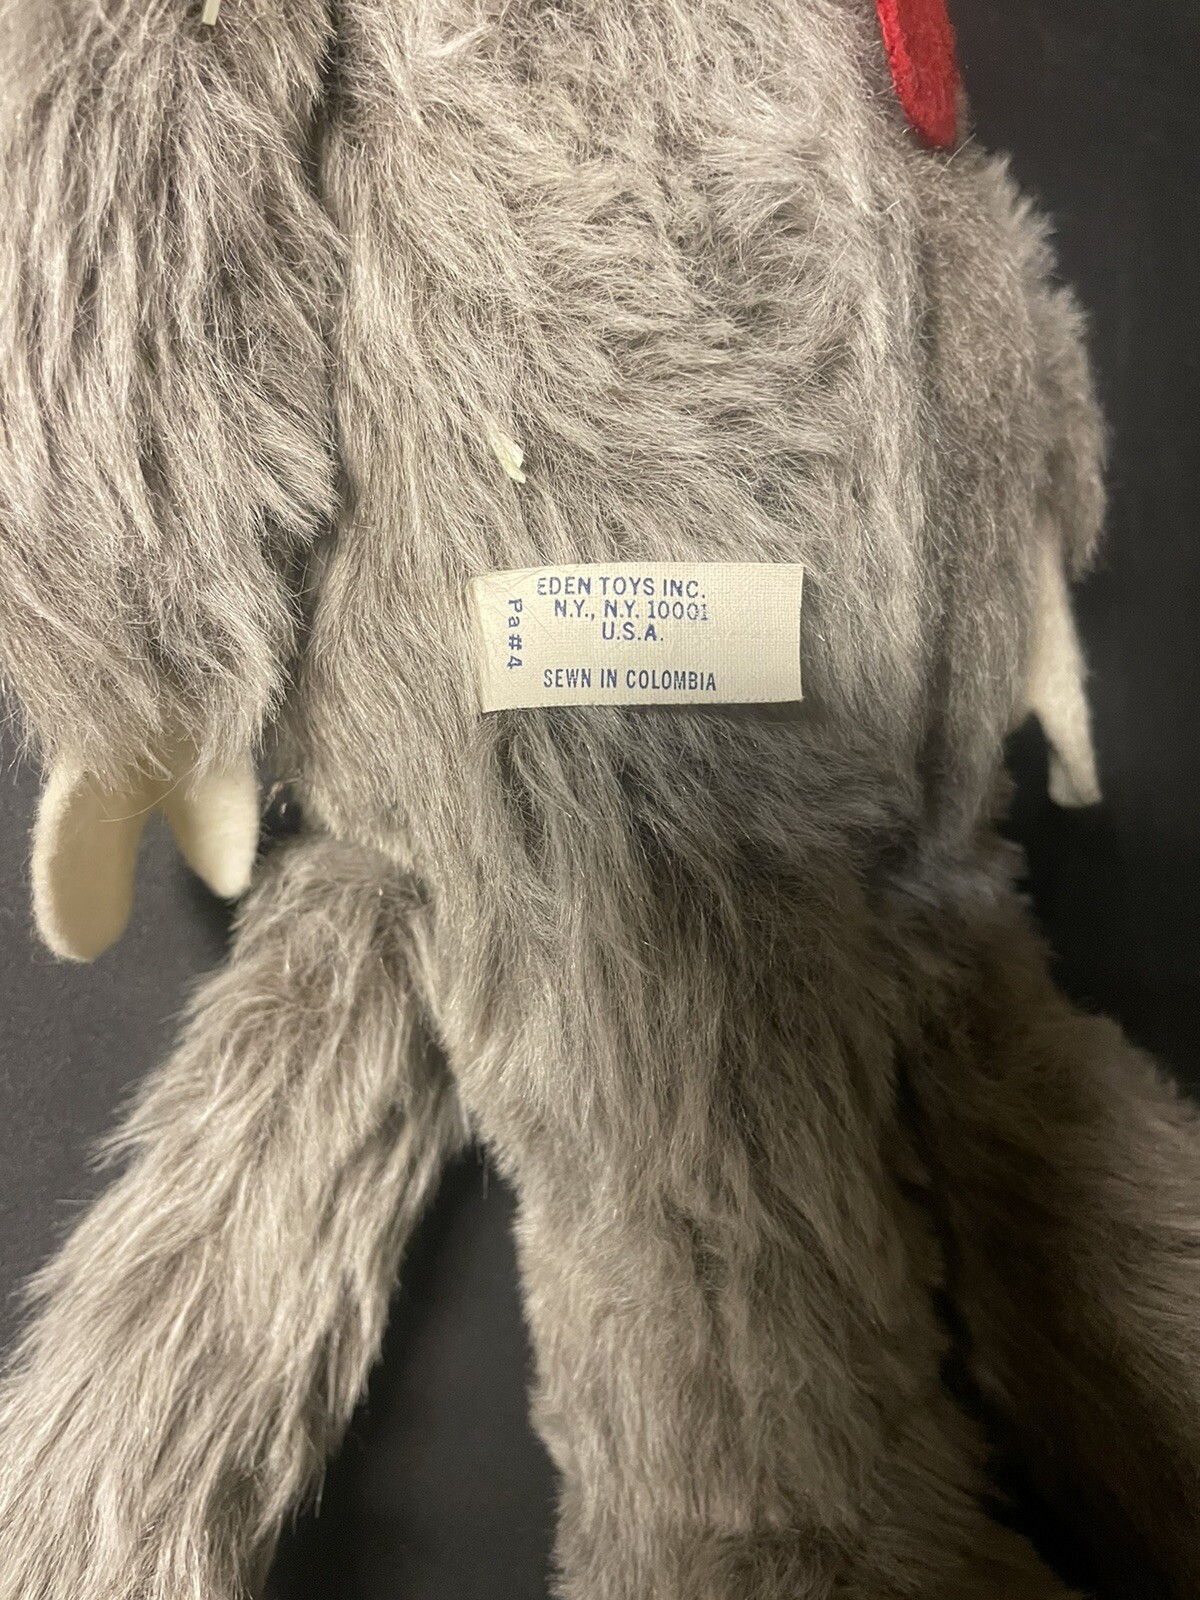 EDEN TOYS INC.
N.Y., N.Y. 10001
U.S.A.
SEWN IN COLOMBIA
Pa#4